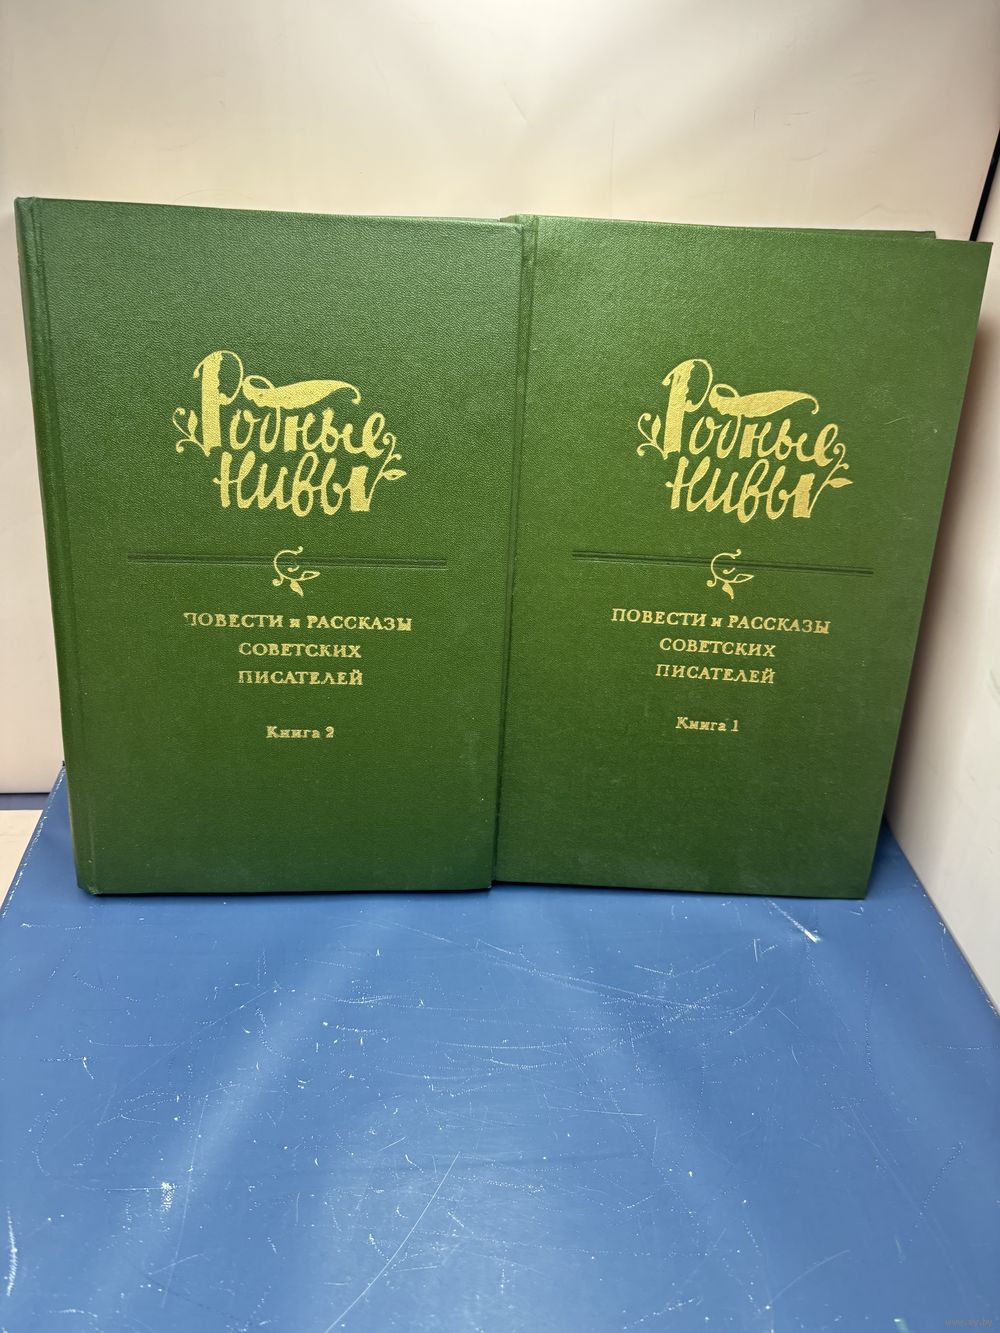 Родные
нивы
ПОВЕСТИ и РАССКАЗЫ
СОВЕТСКИХ
ПИСАТЕЛЕЙ
Книга 2
Родные
нивы
ПОВЕСТИ и РАССКАЗЫ
СОВЕТСКИХ
ПИСАТЕЛЕЙ
Книга 1